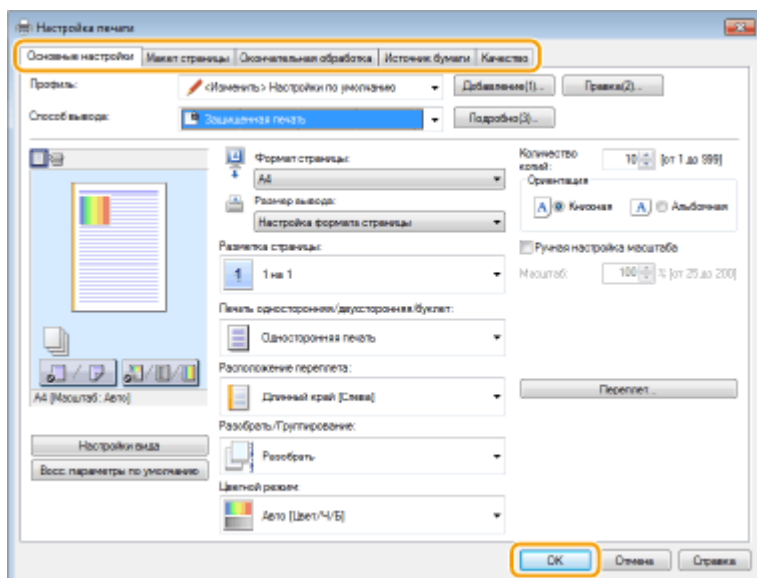 Настройка печати
Основные настройки Макет страницы Окончательная обработка Источник бумаги Качество
Профиль: <Изменить> Настройки по умолчанию Добавление(1)... Правка(2)...
Способ вывода: Защищенная печать Подробно(3)...
Формат страницы:
A4
Размер вывода:
Настройка формата страницы
Количество копий: 10 [от 1 до 999]
Ориентация
A Книжная A Альбомная
Разметка страницы:
1 1 на 1
Ручная настройка масштаба
Масштаб: 100 % [от 25 до 200]
Печать односторонняя/двухсторонняя/буклет:
Односторонняя печать
Расположение переплета:
Длинный край [Слева]
Переплет...
A4 [Масштаб: Авто]
Разобрать/Группирование:
Разобрать
Настройки вида
Восс. параметры по умолчанию
Цветной режим:
Авто [Цвет/Ч/Б]
OK Отмена Справка